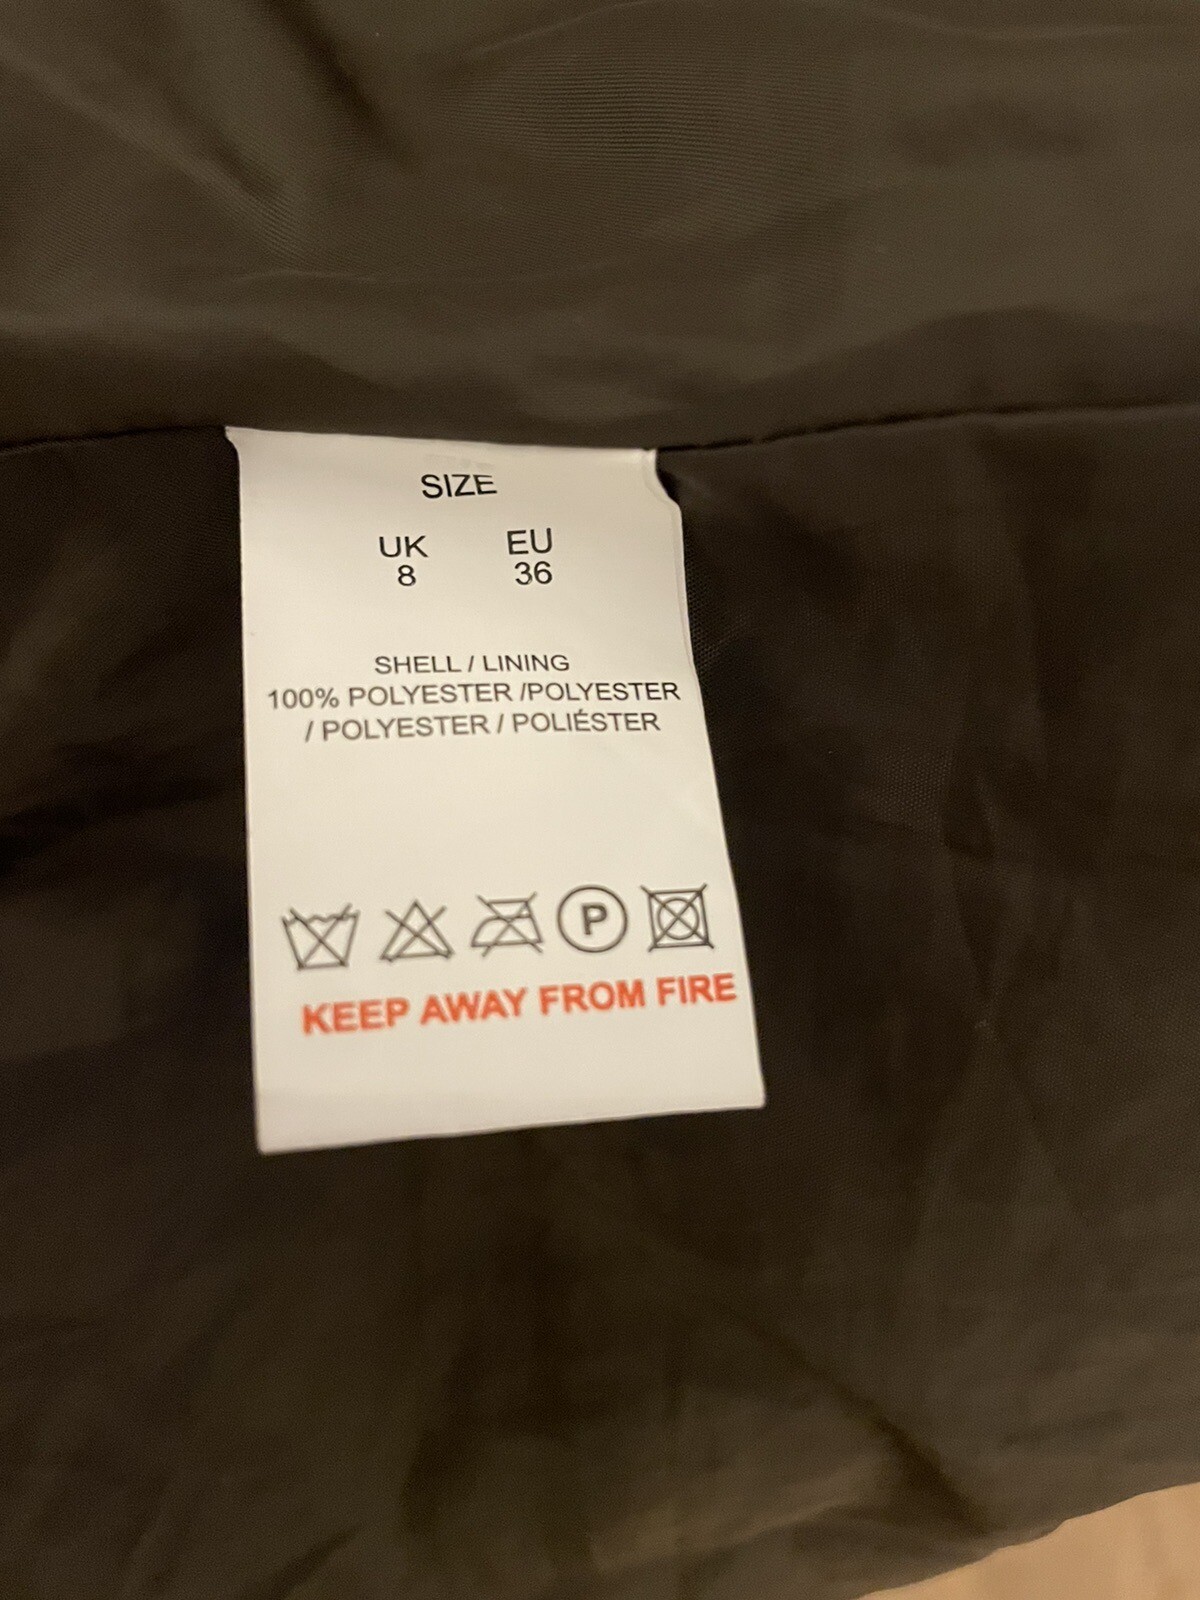 SIZE
UK EU
8 36
SHELL / LINING
100% POLYESTER /POLYESTER
/ POLYESTER / POLIÉSTER
P
KEEP AWAY FROM FIRE